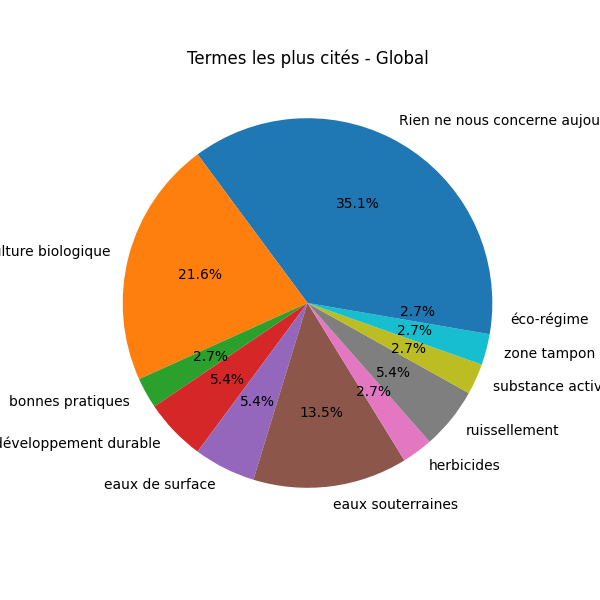 Termes les plus cités - Global
Rien ne nous concerne aujou
35.1%
lture biologique
21.6%
2.7%
éco-régime
2.7%
zone tampon
2.7%
substance activ
2.7%
bonnes pratiques
5.4%
développement durable
5.4%
eaux de surface
13.5%
eaux souterraines
2.7%
herbicides
5.4%
ruissellement